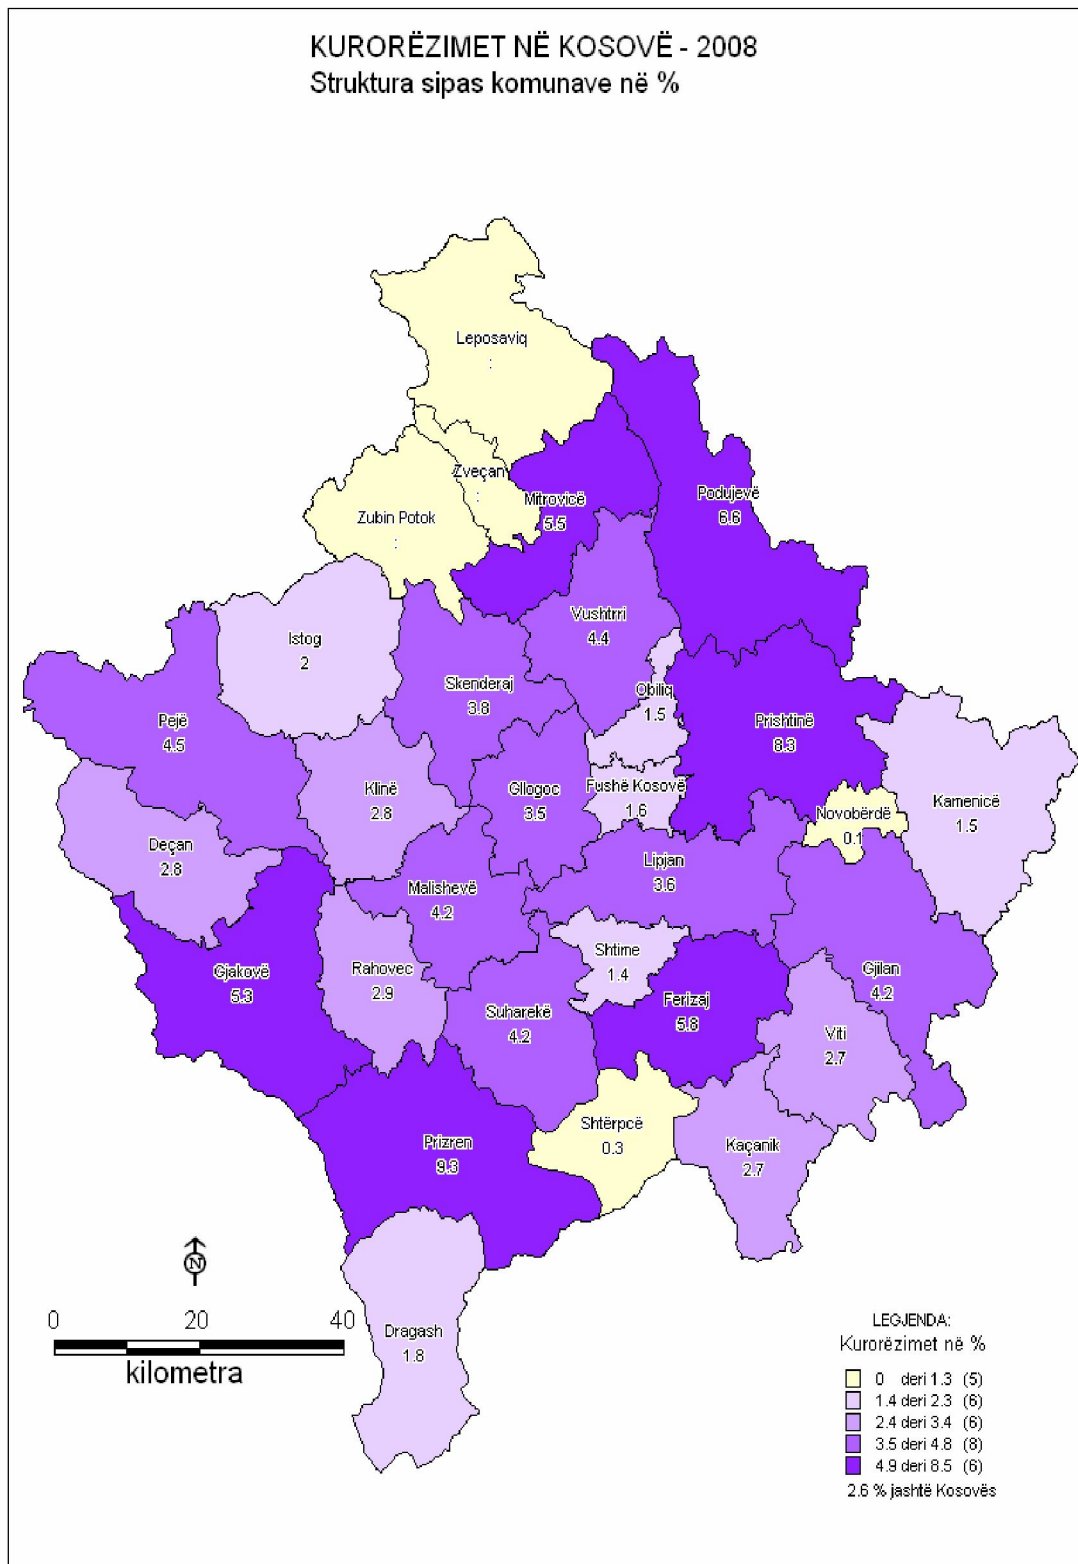 KURORËZIMET NË KOSOVË - 2008
Struktura sipas komunave në %
Leposaviq
:
Zveçan
:
Zubin Potok
:
Mitrovicë
5.5
Podujevë
6.6
Vushtrri
4.4
Istog
2
Skenderaj
3.8
Obiliq
1.5
Pejë
4.5
Prishtinë
8.3
Klinë
2.8
Gllogoc
3.5
Fushë Kosovë
1.6
Novobërdë
0.1
Kamenicë
1.5
Deçan
2.8
Malishevë
4.2
Lipjan
3.6
Gjakovë
5.3
Rahovec
2.9
Shtime
1.4
Gjilan
4.2
Suharekë
4.2
Ferizaj
5.8
Viti
2.7
Prizren
9.3
Shtërpcë
0.3
Kaçanik
2.7
Dragash
1.8
N
0 20 40
kilometra
LEGJENDA:
Kurorëzimet në %
0 deri 1.3 (5)
1.4 deri 2.3 (6)
2.4 deri 3.4 (6)
3.5 deri 4.8 (8)
4.9 deri 8.5 (6)
2.6 % jashtë Kosovës